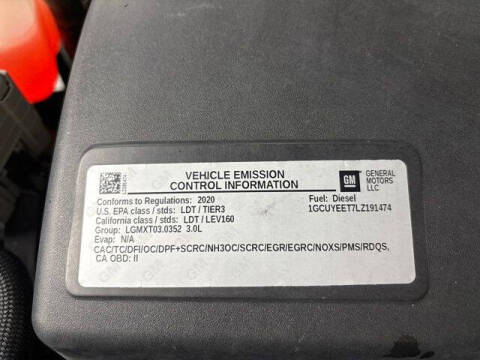 VEHICLE EMISSION
CONTROL INFORMATION
GM
GENERAL
MOTORS
LLC
Conforms to Regulations: 2020
Fuel: Diesel
U.S. EPA class / stds: LDT / TIER3
1GCUYEET7LZ191474
California class / stds: LDT / LEV160
Group: LGMXT03.0352 3.0L
Evap: N/A
CAC/TC/DFI/OC/DPF+SCRC/NH3OC/SCRC/EGR/EGRC/NOXS/PMS/RDQS,
CA OBD: II